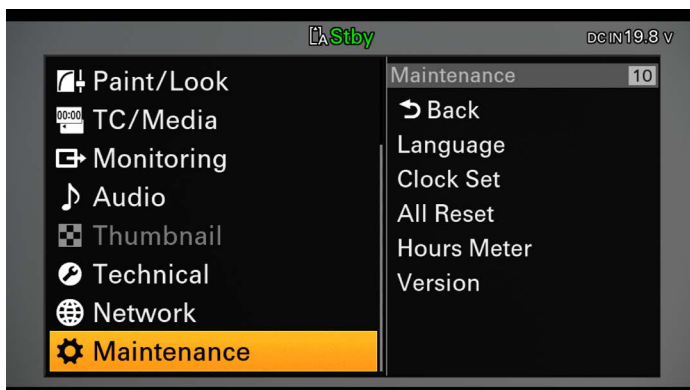 A Stby
DC IN 19.8 V
Paint/Look
00:00 TC/Media
Monitoring
Audio
Thumbnail
Technical
Network
Maintenance
Maintenance 10
Back
Language
Clock Set
All Reset
Hours Meter
Version